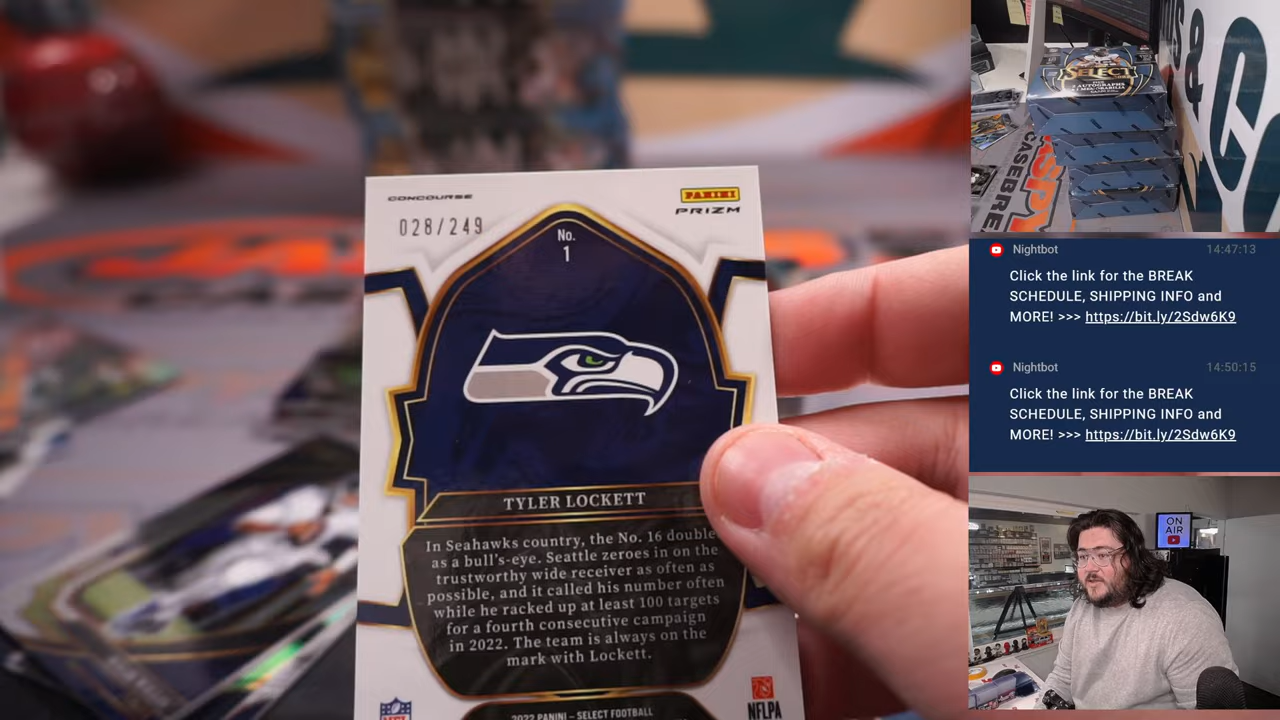 CONCOURSE
PANINI
PRIZM
028/249
No.
1
TYLER LOCKETT
In Seahawks country, the No. 16 double
as a bull's-eye. Seattle zeroes in on the
trustworthy wide receiver as often as
possible, and it called his number often
while he racked up at least 100 targets
for a fourth consecutive campaign
in 2022. The team is always on the
mark with Lockett.
NFL
2022 PANINI – SELECT FOOTBALL
NFLPA
SELECT
AUTOGRAPHS
CASEBRE
&
Nightbot
14:47:13
Click the link for the BREAK
SCHEDULE, SHIPPING INFO and
MORE! >>> https://bit.ly/2Sdw6K9
Nightbot
14:50:15
Click the link for the BREAK
SCHEDULE, SHIPPING INFO and
MORE! >>> https://bit.ly/2Sdw6K9
ON
AIR